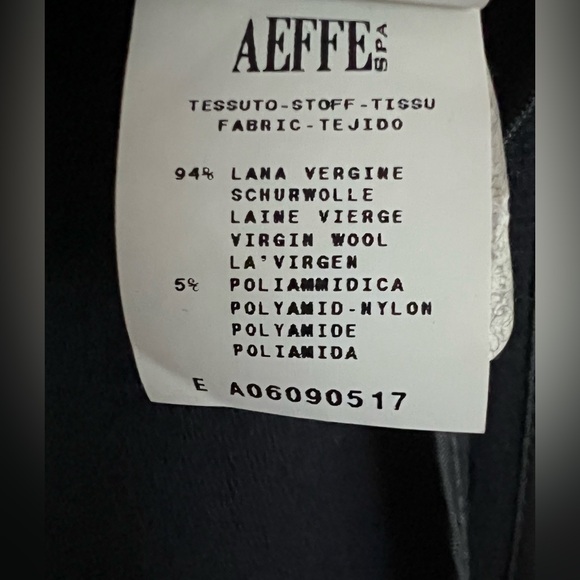 AEFFE SPA
TESSUTO-STOFF-TISSU
FABRIC-TEJIDO
94% LANA VERGINE
SCHURWOLLE
LAINE VIERGE
VIRGIN WOOL
LA'VIRGEN
5% POLIAMMIDICA
POLYAMID-NYLON
POLYAMIDE
POLIAMIDA
E A06090517